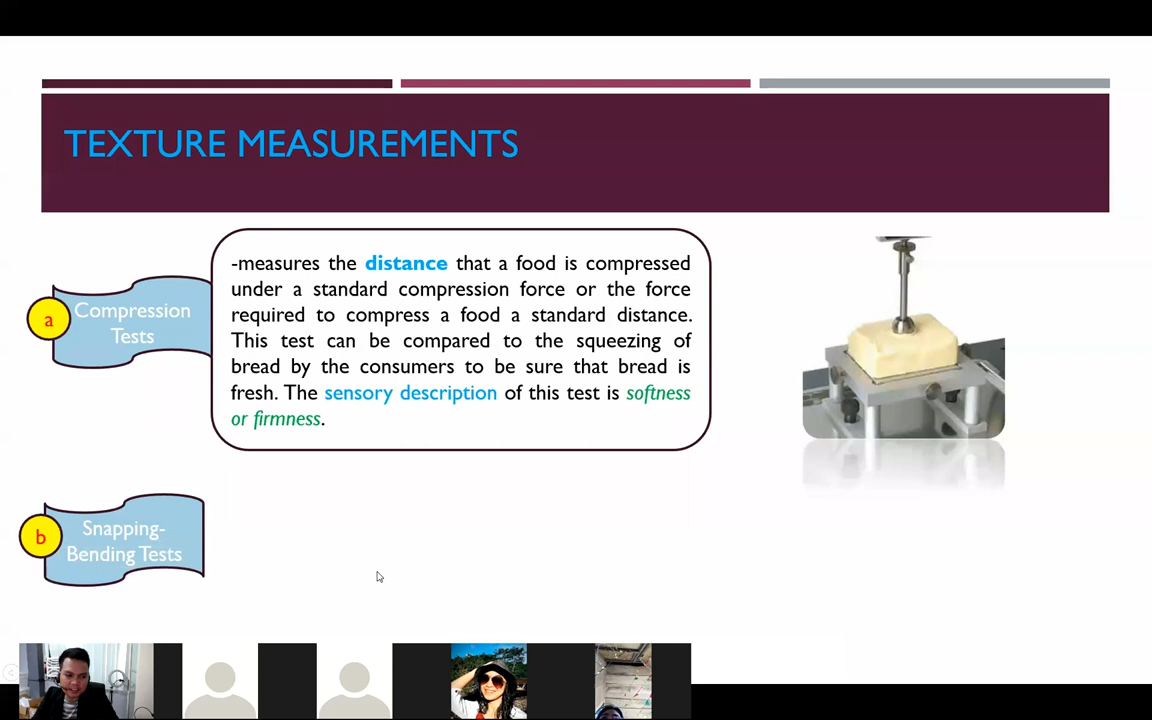 TEXTURE MEASUREMENTS
a
Compression
Tests
-measures the distance that a food is compressed
under a standard compression force or the force
required to compress a food a standard distance.
This test can be compared to the squeezing of
bread by the consumers to be sure that bread is
fresh. The sensory description of this test is softness
or firmness.
b
Snapping-
Bending Tests